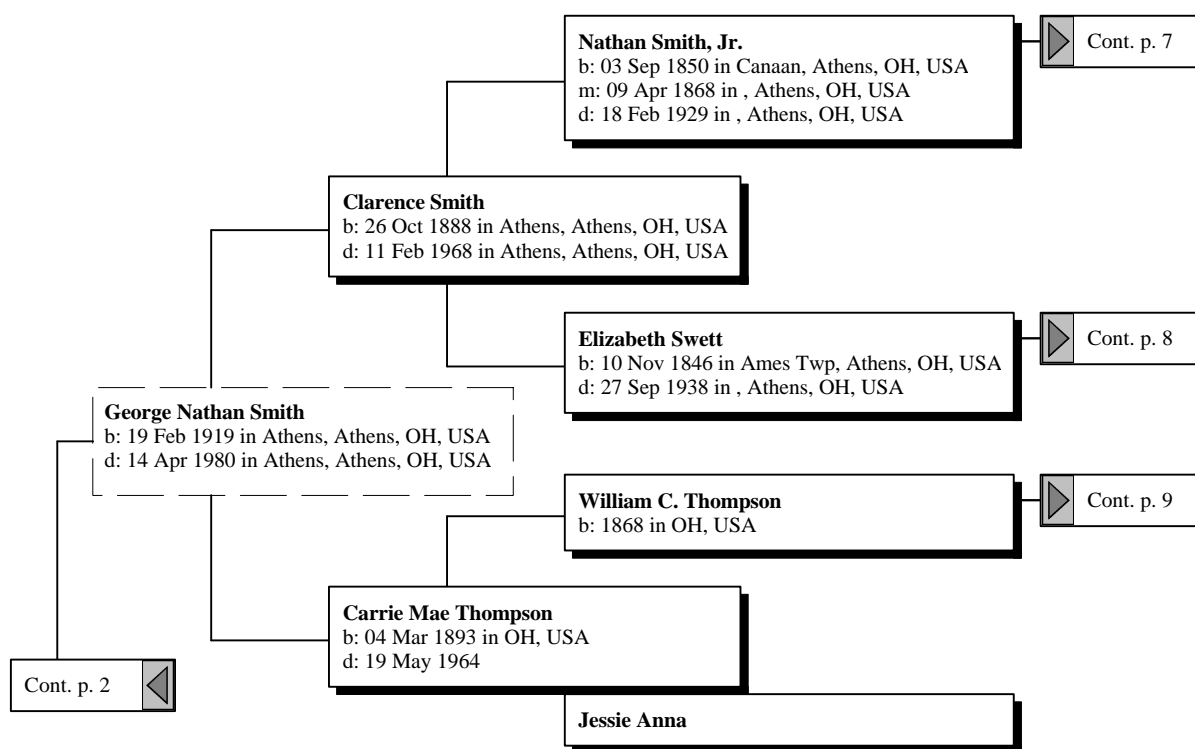 Nathan Smith, Jr.
b: 03 Sep 1850 in Canaan, Athens, OH, USA
m: 09 Apr 1868 in , Athens, OH, USA
d: 18 Feb 1929 in , Athens, OH, USA
Cont. p. 7
Clarence Smith
b: 26 Oct 1888 in Athens, Athens, OH, USA
d: 11 Feb 1968 in Athens, Athens, OH, USA
Elizabeth Swett
b: 10 Nov 1846 in Ames Twp, Athens, OH, USA
d: 27 Sep 1938 in , Athens, OH, USA
Cont. p. 8
George Nathan Smith
b: 19 Feb 1919 in Athens, Athens, OH, USA
d: 14 Apr 1980 in Athens, Athens, OH, USA
William C. Thompson
b: 1868 in OH, USA
Cont. p. 9
Carrie Mae Thompson
b: 04 Mar 1893 in OH, USA
d: 19 May 1964
Cont. p. 2
Jessie Anna